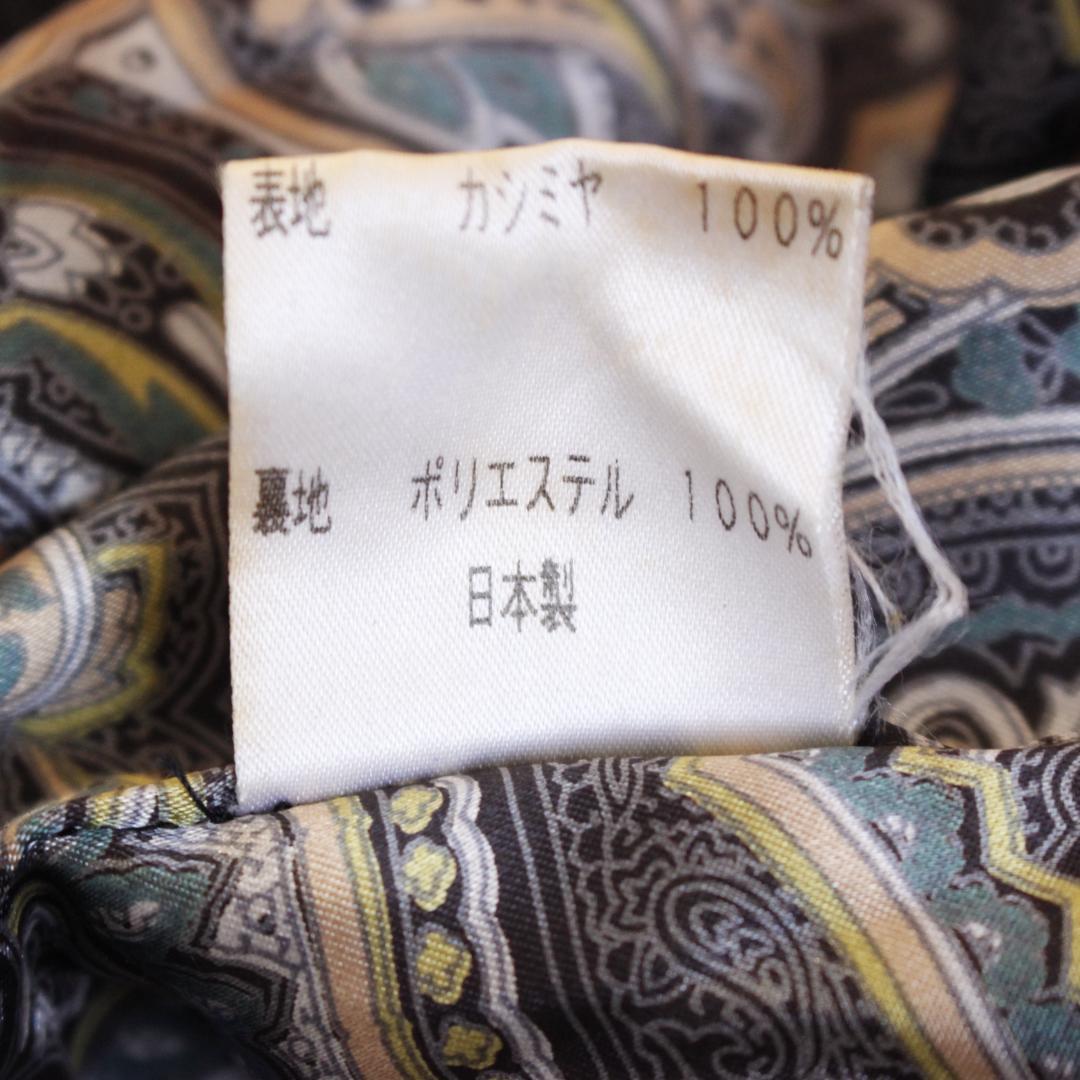 表地 カシミヤ 100%
裏地 ポリエステル 100%
日本製